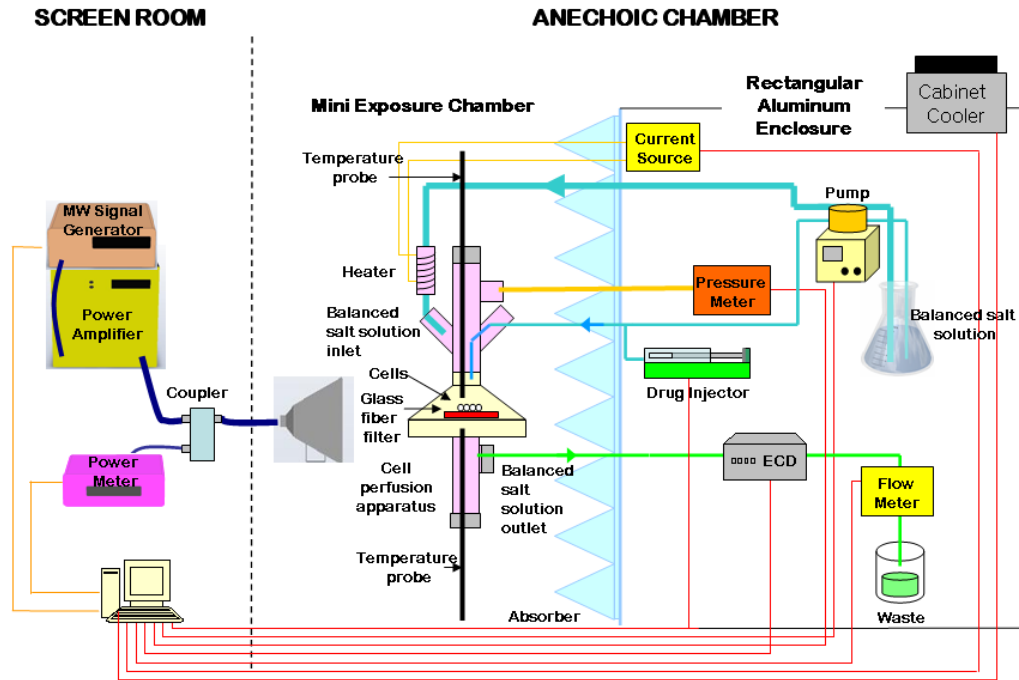 SCREEN ROOM
ANECHOIC CHAMBER
Mini Exposure Chamber
Rectangular
Aluminum
Enclosure
Cabinet
Cooler
Current
Source
Temperature
probe
Pump
MW Signal
Generator
Heater
Pressure
Meter
Power
Amplifier
Balanced
salt solution
inlet
Balanced salt
solution
Cells
Drug Injector
Coupler
Glass
fiber
filter
Power
Meter
Cell
perfusion
apparatus
Balanced
salt
solution
outlet
ECD
Flow
Meter
Temperature
probe
Absorber
Waste